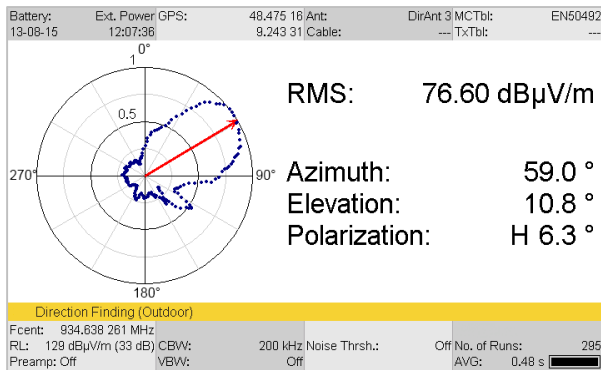 Battery: Ext. Power GPS: 48.475 16 Ant: DirAnt 3 MCTbl: EN50492
13-08-15 12:07:36 9.243 31 Cable: --- TxTbl: ---
0°
1
0.5
270°
90°
180°
RMS: 76.60 dBµV/m
Azimuth: 59.0 °
Elevation: 10.8 °
Polarization: H 6.3 °
Direction Finding (Outdoor)
Fcent: 934.638 261 MHz
RL: 129 dBµV/m (33 dB) CBW: 200 kHz Noise Thrsh.: Off No. of Runs: 295
Preamp: Off VBW: Off AVG: 0.48 s